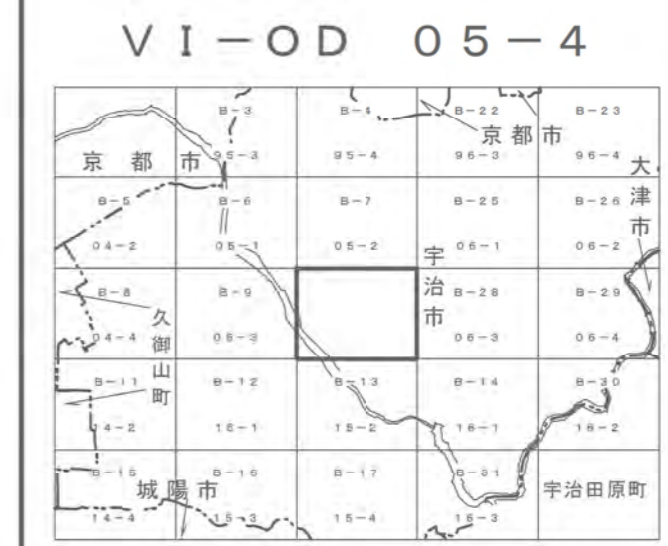 ⅤⅠ－ＯＤ ０５－４
B-3 B-4 B-22 B-23
京都市
京都市 95-3 95-4 96-3 96-4
大津市
B-5 B-6 B-7 B-25 B-26
04-2 05-1 05-2 06-1 06-2
宇治市
B-8 B-9 B-28 B-29
久御山町
04-4 05-3 06-3 06-4
B-11 B-12 B-13 B-14 B-30
14-2 15-1 15-2 16-1 16-2
B-15 B-16 B-17 B-31
城陽市 宇治田原町
14-4 15-3 15-4 16-3